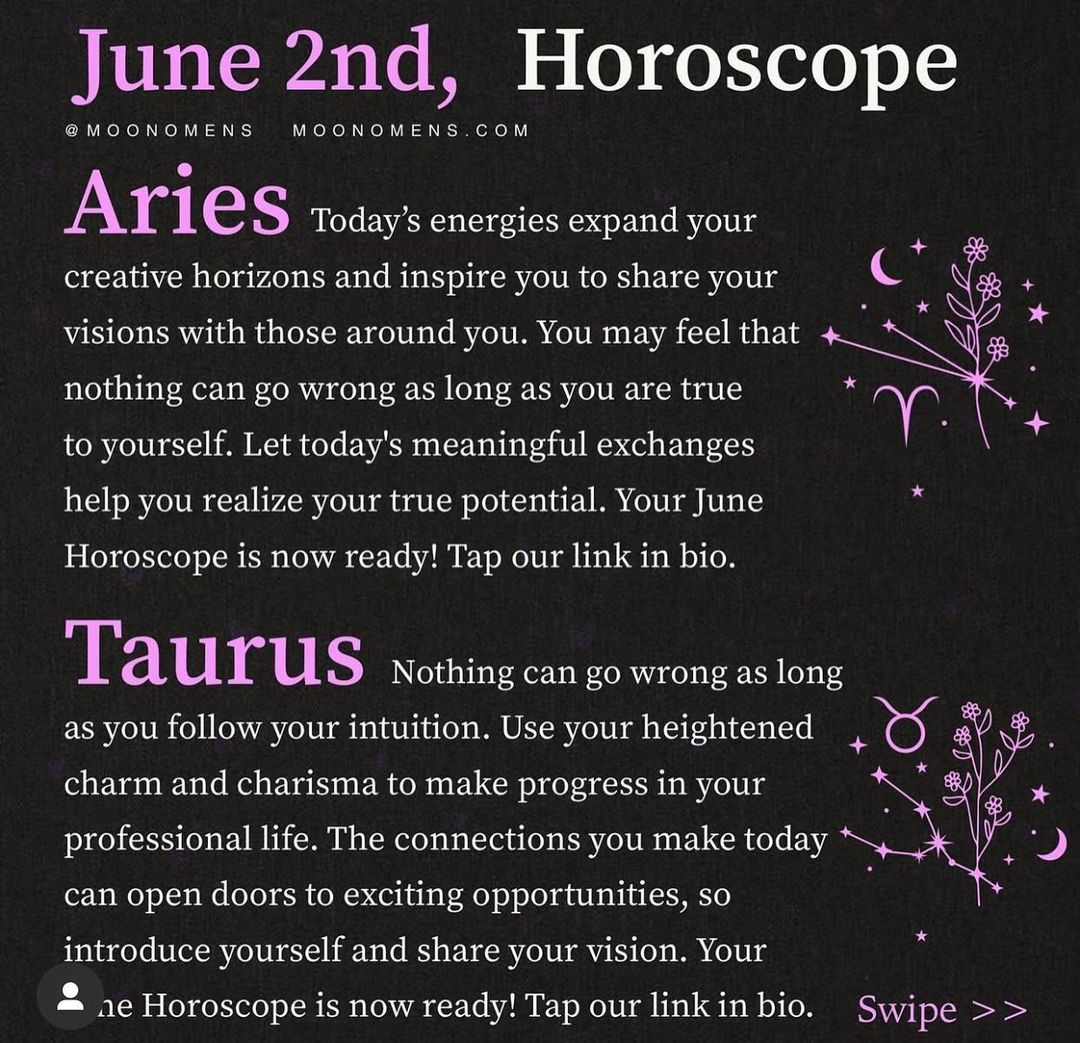 June 2nd, Horoscope
@MOONOMENS MOONOMENS.COM
Aries Today’s energies expand your
creative horizons and inspire you to share your
visions with those around you. You may feel that
nothing can go wrong as long as you are true
to yourself. Let today's meaningful exchanges
help you realize your true potential. Your June
Horoscope is now ready! Tap our link in bio.
Taurus Nothing can go wrong as long
as you follow your intuition. Use your heightened
charm and charisma to make progress in your
professional life. The connections you make today
can open doors to exciting opportunities, so
introduce yourself and share your vision. Your
ne Horoscope is now ready! Tap our link in bio.
Swipe >>